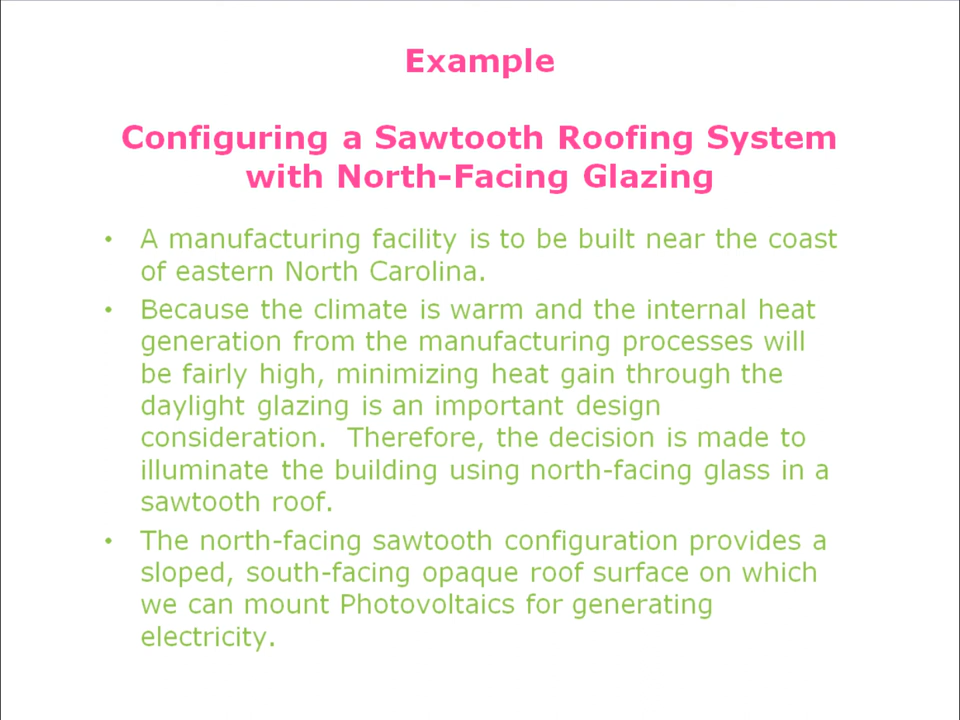 Example
Configuring a Sawtooth Roofing System
with North-Facing Glazing
• A manufacturing facility is to be built near the coast
of eastern North Carolina.
• Because the climate is warm and the internal heat
generation from the manufacturing processes will
be fairly high, minimizing heat gain through the
daylight glazing is an important design
consideration.  Therefore, the decision is made to
illuminate the building using north-facing glass in a
sawtooth roof.
• The north-facing sawtooth configuration provides a
sloped, south-facing opaque roof surface on which
we can mount Photovoltaics for generating
electricity.